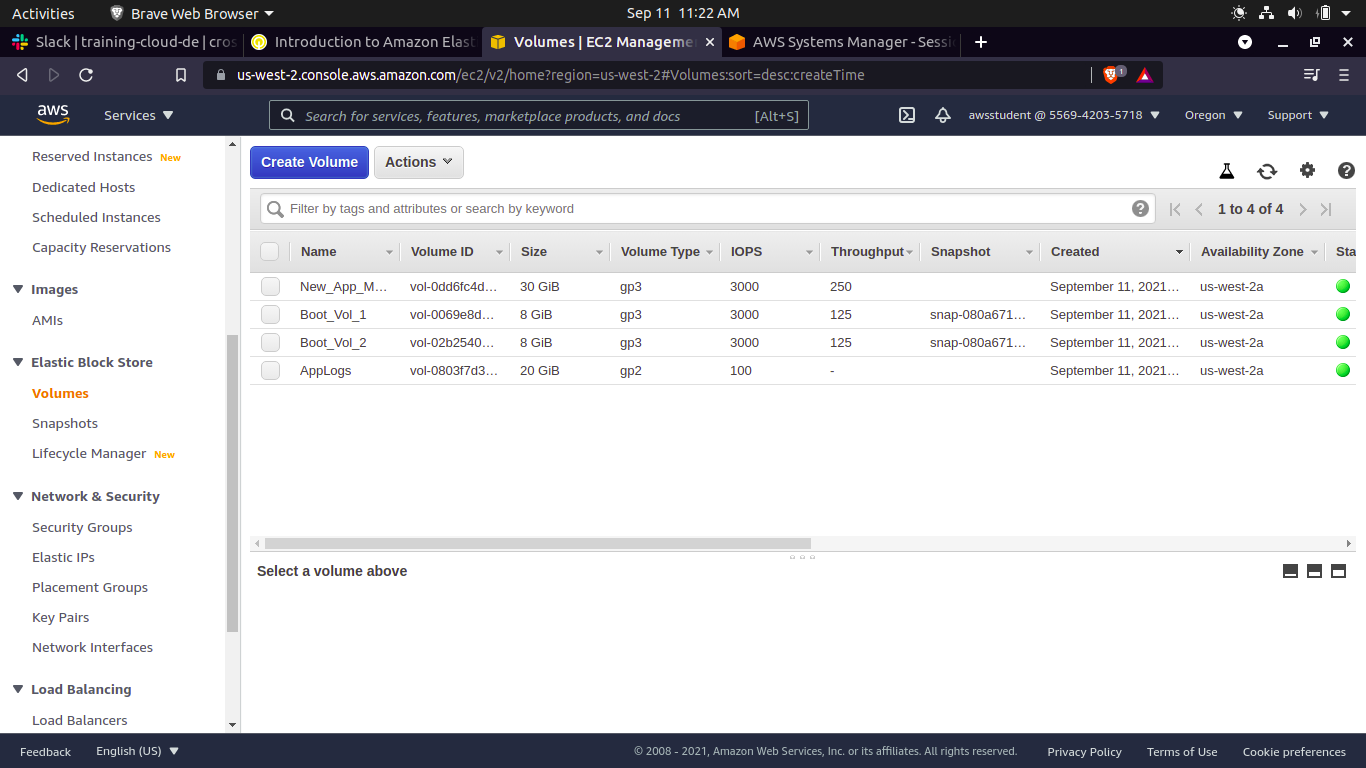 Activities Brave Web Browser Sep 11 11:22 AM
Slack | training-cloud-de | cros Introduction to Amazon Elast Volumes | EC2 Manageme AWS Systems Manager - Sessi
us-west-2.console.aws.amazon.com/ec2/v2/home?region=us-west-2#Volumes:sort=desc:createTime 1
aws Services Search for services, features, marketplace products, and docs [Alt+S] awsstudent @ 5569-4203-5718 Oregon Support
Reserved Instances New
Dedicated Hosts
Scheduled Instances
Capacity Reservations
Images
AMIs
Elastic Block Store
Volumes
Snapshots
Lifecycle Manager New
Network & Security
Security Groups
Elastic IPs
Placement Groups
Key Pairs
Network Interfaces
Load Balancing
Load Balancers
Create Volume Actions
Filter by tags and attributes or search by keyword 1 to 4 of 4
Name Volume ID Size Volume Type IOPS Throughput Snapshot Created Availability Zone Sta
New_App_M... vol-0dd6fc4d... 30 GiB gp3 3000 250 September 11, 2021... us-west-2a
Boot_Vol_1 vol-0069e8d... 8 GiB gp3 3000 125 snap-080a671... September 11, 2021... us-west-2a
Boot_Vol_2 vol-02b2540... 8 GiB gp3 3000 125 snap-080a671... September 11, 2021... us-west-2a
AppLogs vol-0803f7d3... 20 GiB gp2 100 - September 11, 2021... us-west-2a
Select a volume above
Feedback English (US) © 2008 - 2021, Amazon Web Services, Inc. or its affiliates. All rights reserved. Privacy Policy Terms of Use Cookie preferences